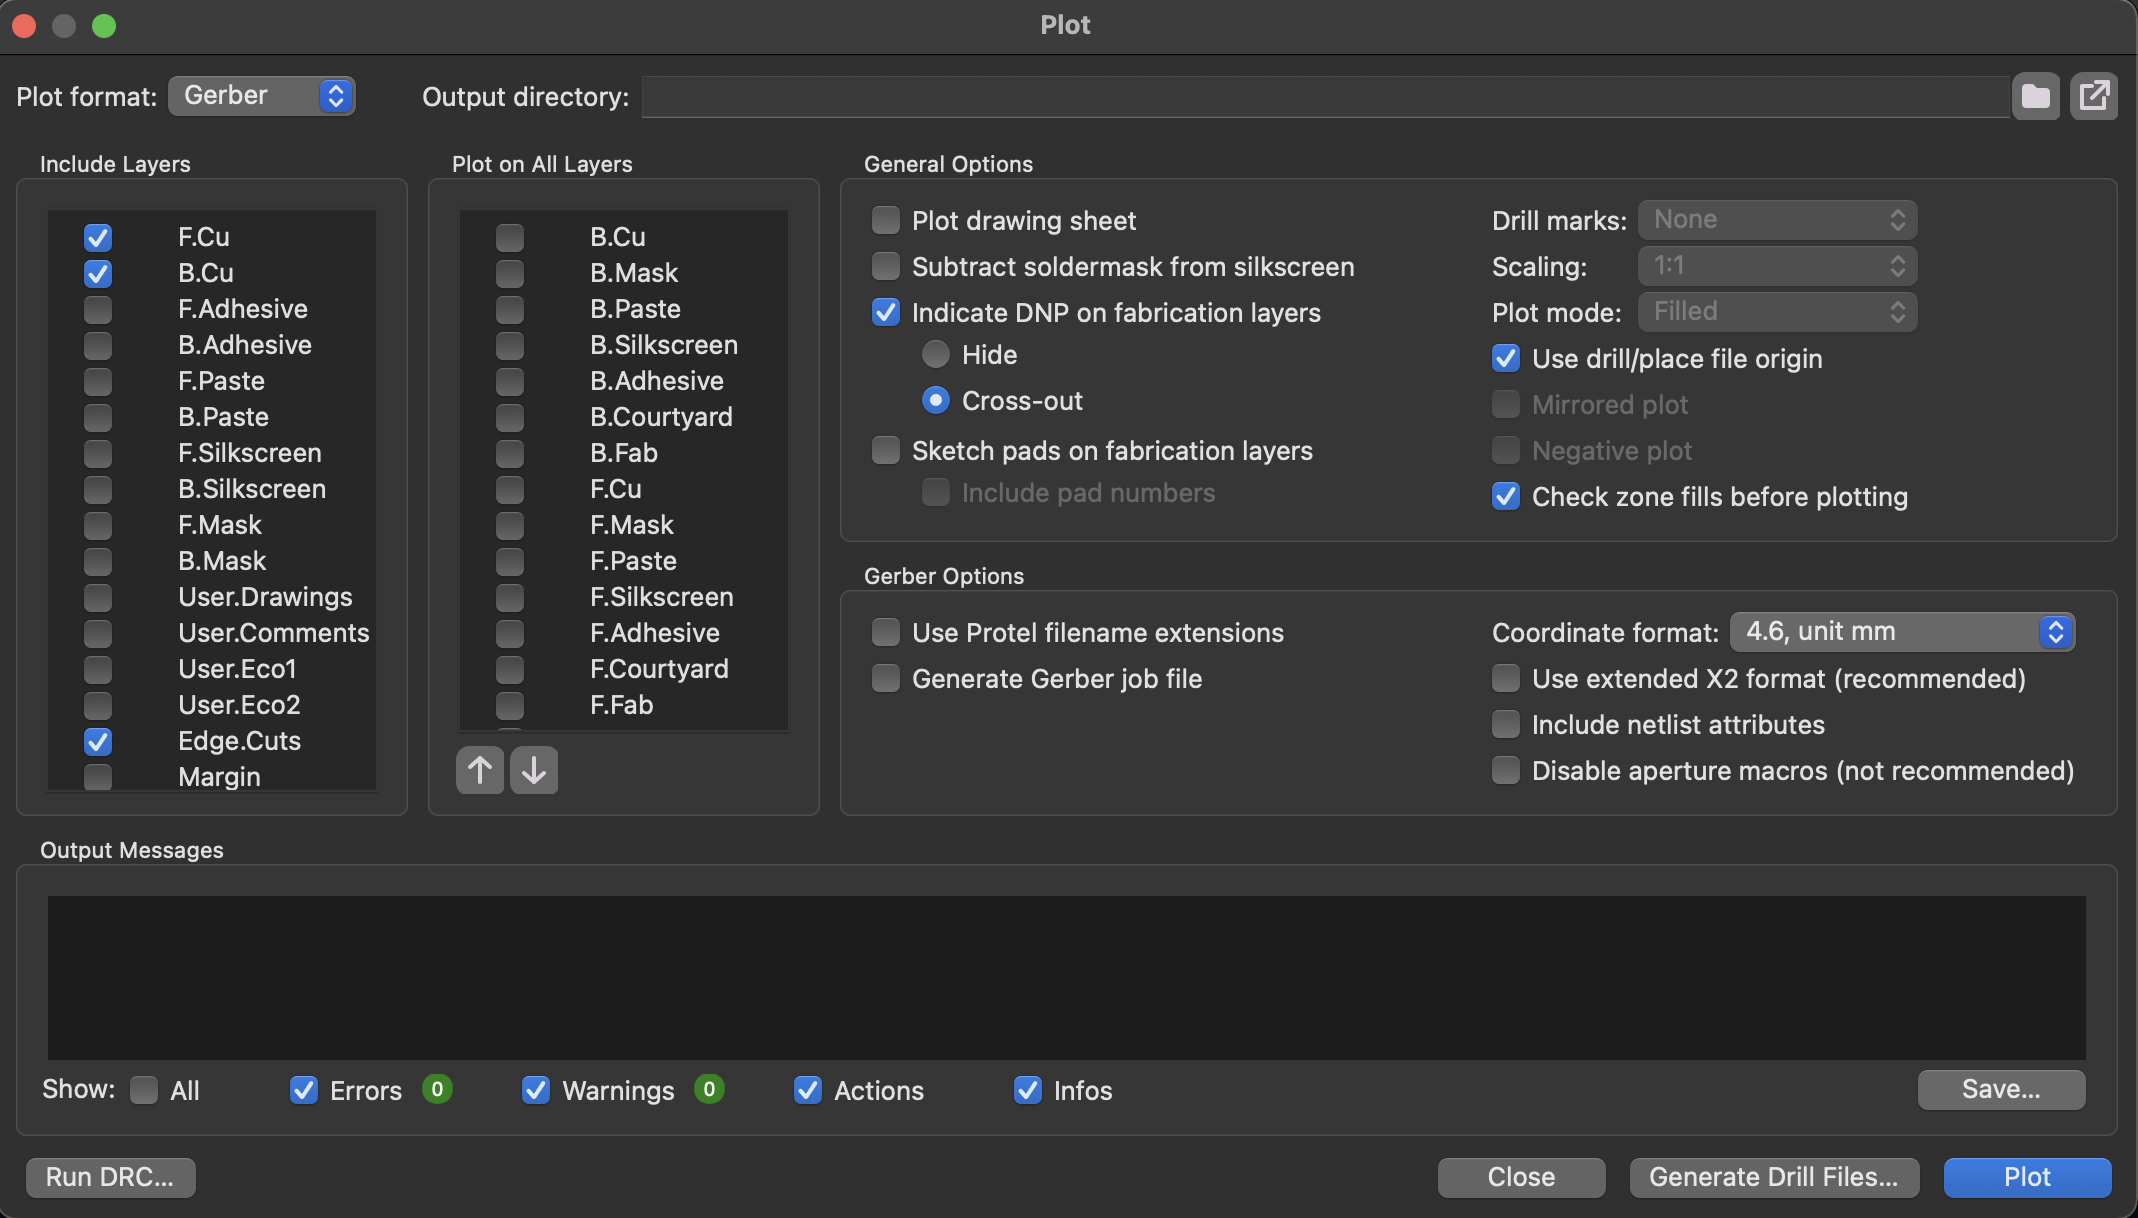 Plot
Plot format: Gerber
Output directory:
Include Layers
F.Cu
B.Cu
F.Adhesive
B.Adhesive
F.Paste
B.Paste
F.Silkscreen
B.Silkscreen
F.Mask
B.Mask
User.Drawings
User.Comments
User.Eco1
User.Eco2
Edge.Cuts
Margin
Plot on All Layers
B.Cu
B.Mask
B.Paste
B.Silkscreen
B.Adhesive
B.Courtyard
B.Fab
F.Cu
F.Mask
F.Paste
F.Silkscreen
F.Adhesive
F.Courtyard
F.Fab
General Options
Plot drawing sheet
Subtract soldermask from silkscreen
Indicate DNP on fabrication layers
Hide
Cross-out
Sketch pads on fabrication layers
Include pad numbers
Drill marks: None
Scaling: 1:1
Plot mode: Filled
Use drill/place file origin
Mirrored plot
Negative plot
Check zone fills before plotting
Gerber Options
Use Protel filename extensions
Generate Gerber job file
Coordinate format: 4.6, unit mm
Use extended X2 format (recommended)
Include netlist attributes
Disable aperture macros (not recommended)
Output Messages
Show: All Errors 0 Warnings 0 Actions Infos Save...
Run DRC... Close Generate Drill Files... Plot